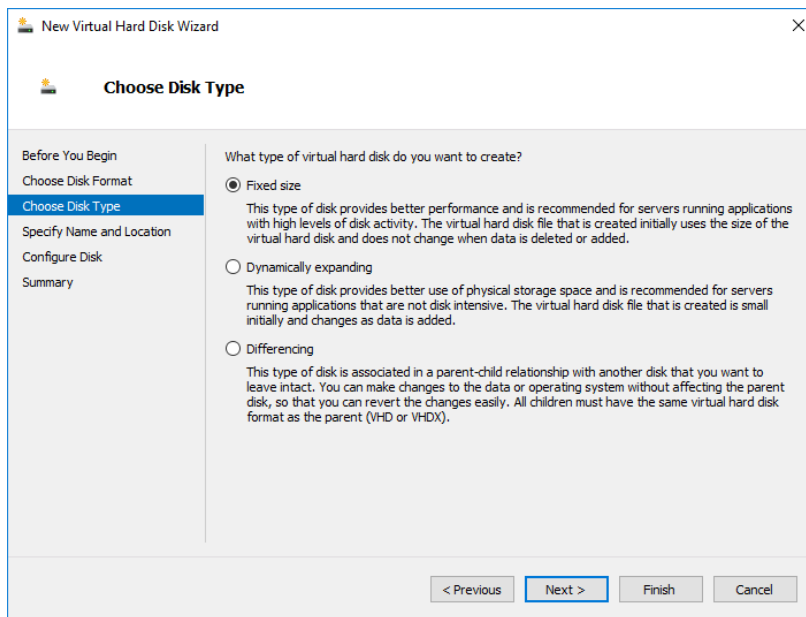 New Virtual Hard Disk Wizard
Choose Disk Type
Before You Begin
Choose Disk Format
Choose Disk Type
Specify Name and Location
Configure Disk
Summary
What type of virtual hard disk do you want to create?
Fixed size
This type of disk provides better performance and is recommended for servers running applications
with high levels of disk activity. The virtual hard disk file that is created initially uses the size of the
virtual hard disk and does not change when data is deleted or added.
Dynamically expanding
This type of disk provides better use of physical storage space and is recommended for servers
running applications that are not disk intensive. The virtual hard disk file that is created is small
initially and changes as data is added.
Differencing
This type of disk is associated in a parent-child relationship with another disk that you want to
leave intact. You can make changes to the data or operating system without affecting the parent
disk, so that you can revert the changes easily. All children must have the same virtual hard disk
format as the parent (VHD or VHDX).
< Previous
Next >
Finish
Cancel